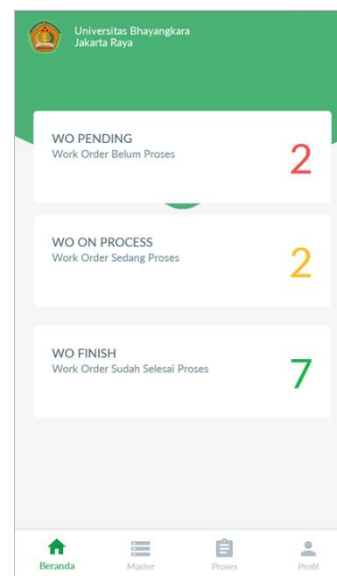 Universitas Bhayangkara
Jakarta Raya
WO PENDING
Work Order Belum Proses
2
WO ON PROCESS
Work Order Sedang Proses
2
WO FINISH
Work Order Sudah Selesai Proses
7
Beranda
Master
Proses
Profil